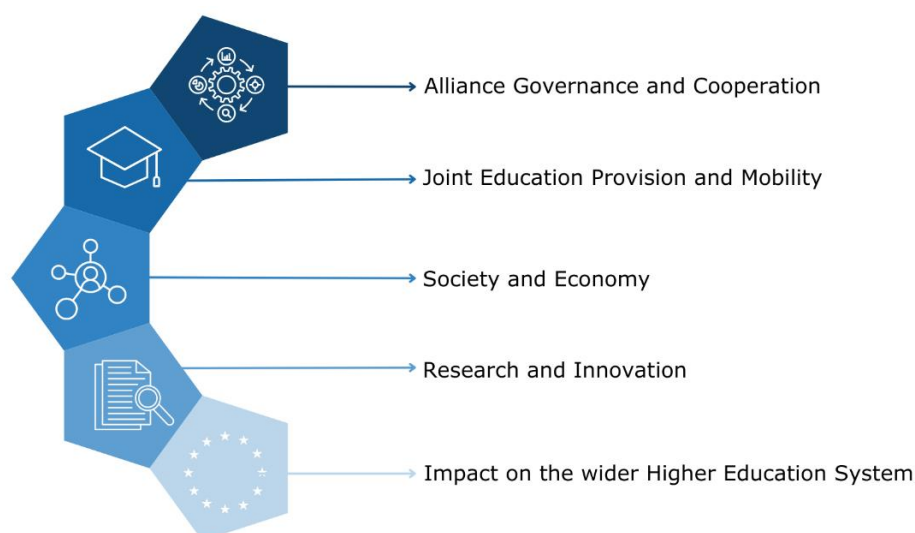 Alliance Governance and Cooperation
Joint Education Provision and Mobility
Society and Economy
Research and Innovation
Impact on the wider Higher Education System